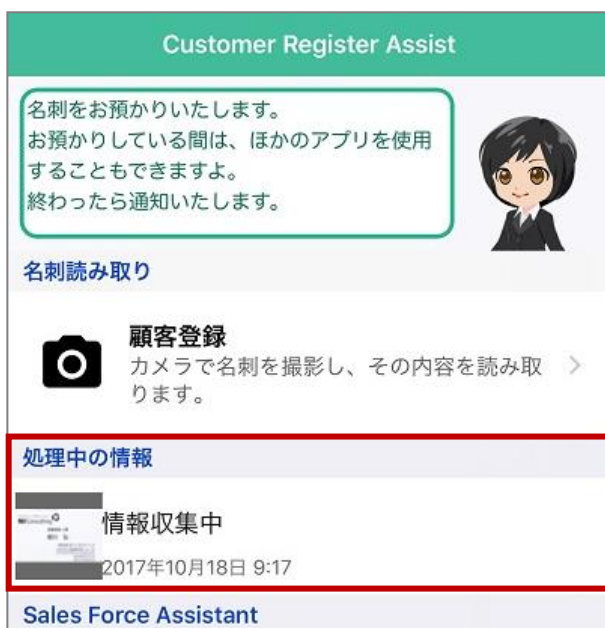 Customer Register Assist
名刺をお預かりいたします。
お預かりしている間は、ほかのアプリを使用
することもできますよ。
終わったら通知いたします。
名刺読み取り
顧客登録
カメラで名刺を撮影し、その内容を読み取
ります。
処理中の情報
情報収集中
2017年10月18日 9:17
Sales Force Assistant